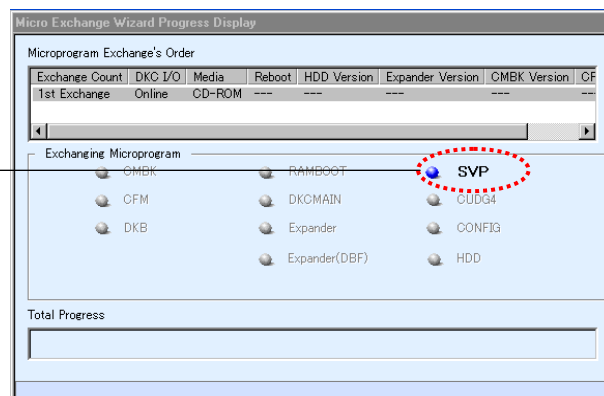 Micro Exchange Wizard Progress Display
Microprogram Exchange's Order
Exchange Count DKC I/O Media Reboot HDD Version Expander Version CMBK Version CF
1st Exchange Online CD-ROM --- --- --- --- ---
Exchanging Microprogram
CMBK RAMBOOT SVP
CFM DKCMAIN CUDG4
DKB Expander CONFIG
Expander(DBF) HDD
Total Progress